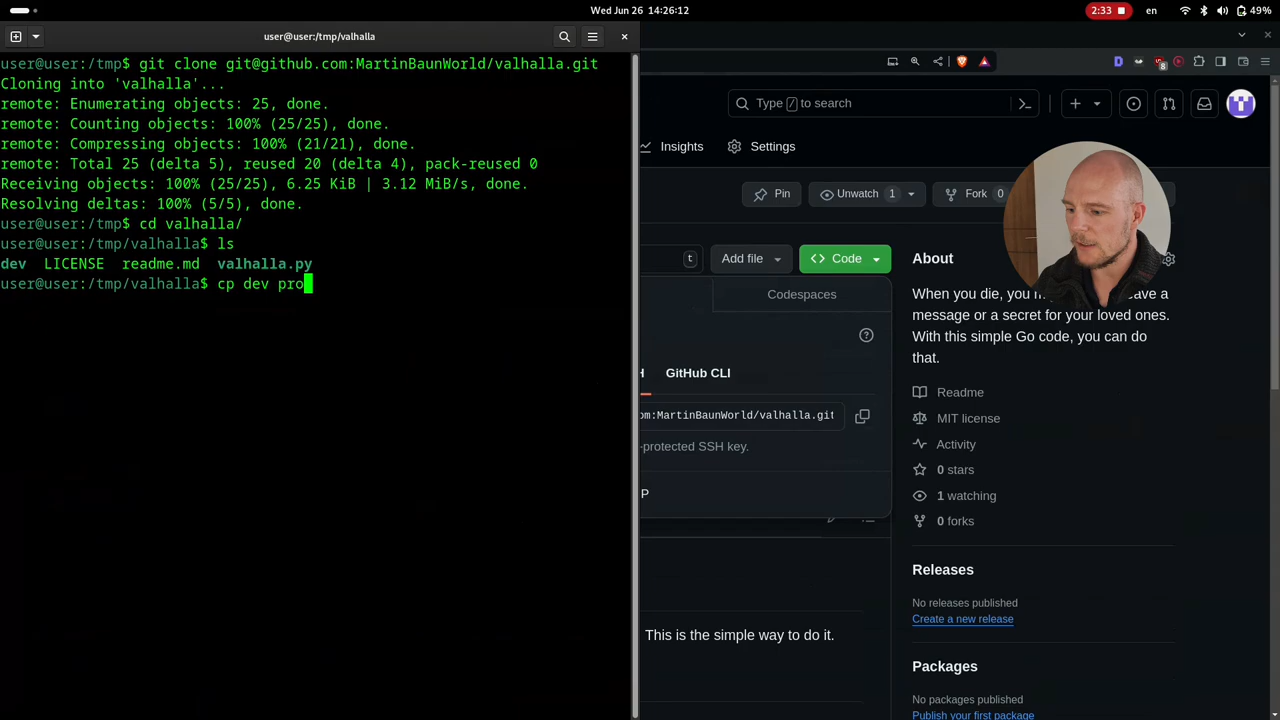 Wed Jun 26 14:26:12
2:33
en
49%
user@user:/tmp/valhalla
user@user:/tmp$ git clone git@github.com:MartinBaunWorld/valhalla.git
Cloning into 'valhalla'...
remote: Enumerating objects: 25, done.
remote: Counting objects: 100% (25/25), done.
remote: Compressing objects: 100% (21/21), done.
remote: Total 25 (delta 5), reused 20 (delta 4), pack-reused 0
Receiving objects: 100% (25/25), 6.25 KiB | 3.12 MiB/s, done.
Resolving deltas: 100% (5/5), done.
user@user:/tmp$ cd valhalla/
user@user:/tmp/valhalla$ ls
dev LICENSE readme.md valhalla.py
user@user:/tmp/valhalla$ cp dev pro
8
Type / to search
Insights Settings
Pin Unwatch 1 Fork 0
t Add file Code
Codespaces
GitHub CLI
om:MartinBaunWorld/valhalla.git
-protected SSH key.
P
This is the simple way to do it.
About
message or a secret for your loved ones.
With this simple Go code, you can do
that.
Readme
MIT license
Activity
0 stars
1 watching
0 forks
Releases
No releases published
Create a new release
Packages
No packages published
Publish your first package